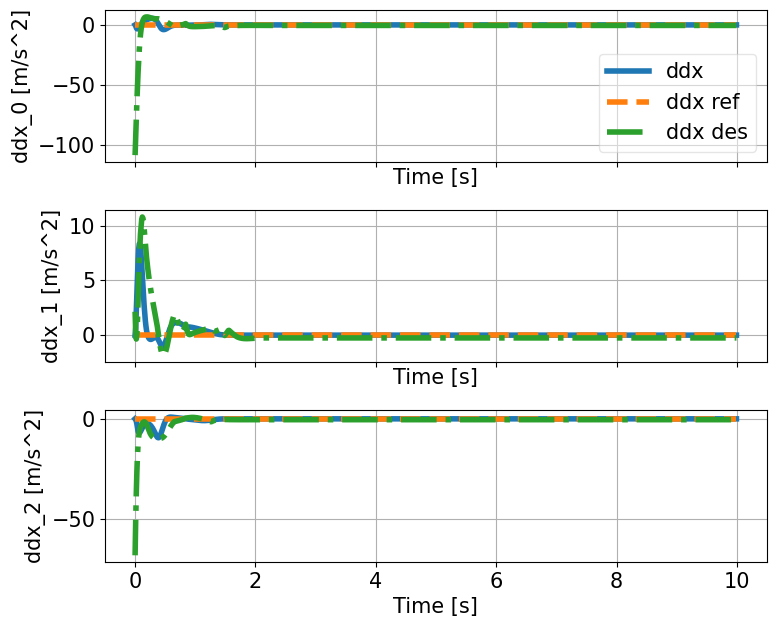 ddx_0 [m/s^2]
0
−50
−100
ddx
ddx ref
ddx des
Time [s]
ddx_1 [m/s^2]
10
5
0
Time [s]
ddx_2 [m/s^2]
0
−50
0 2 4 6 8 10
Time [s]